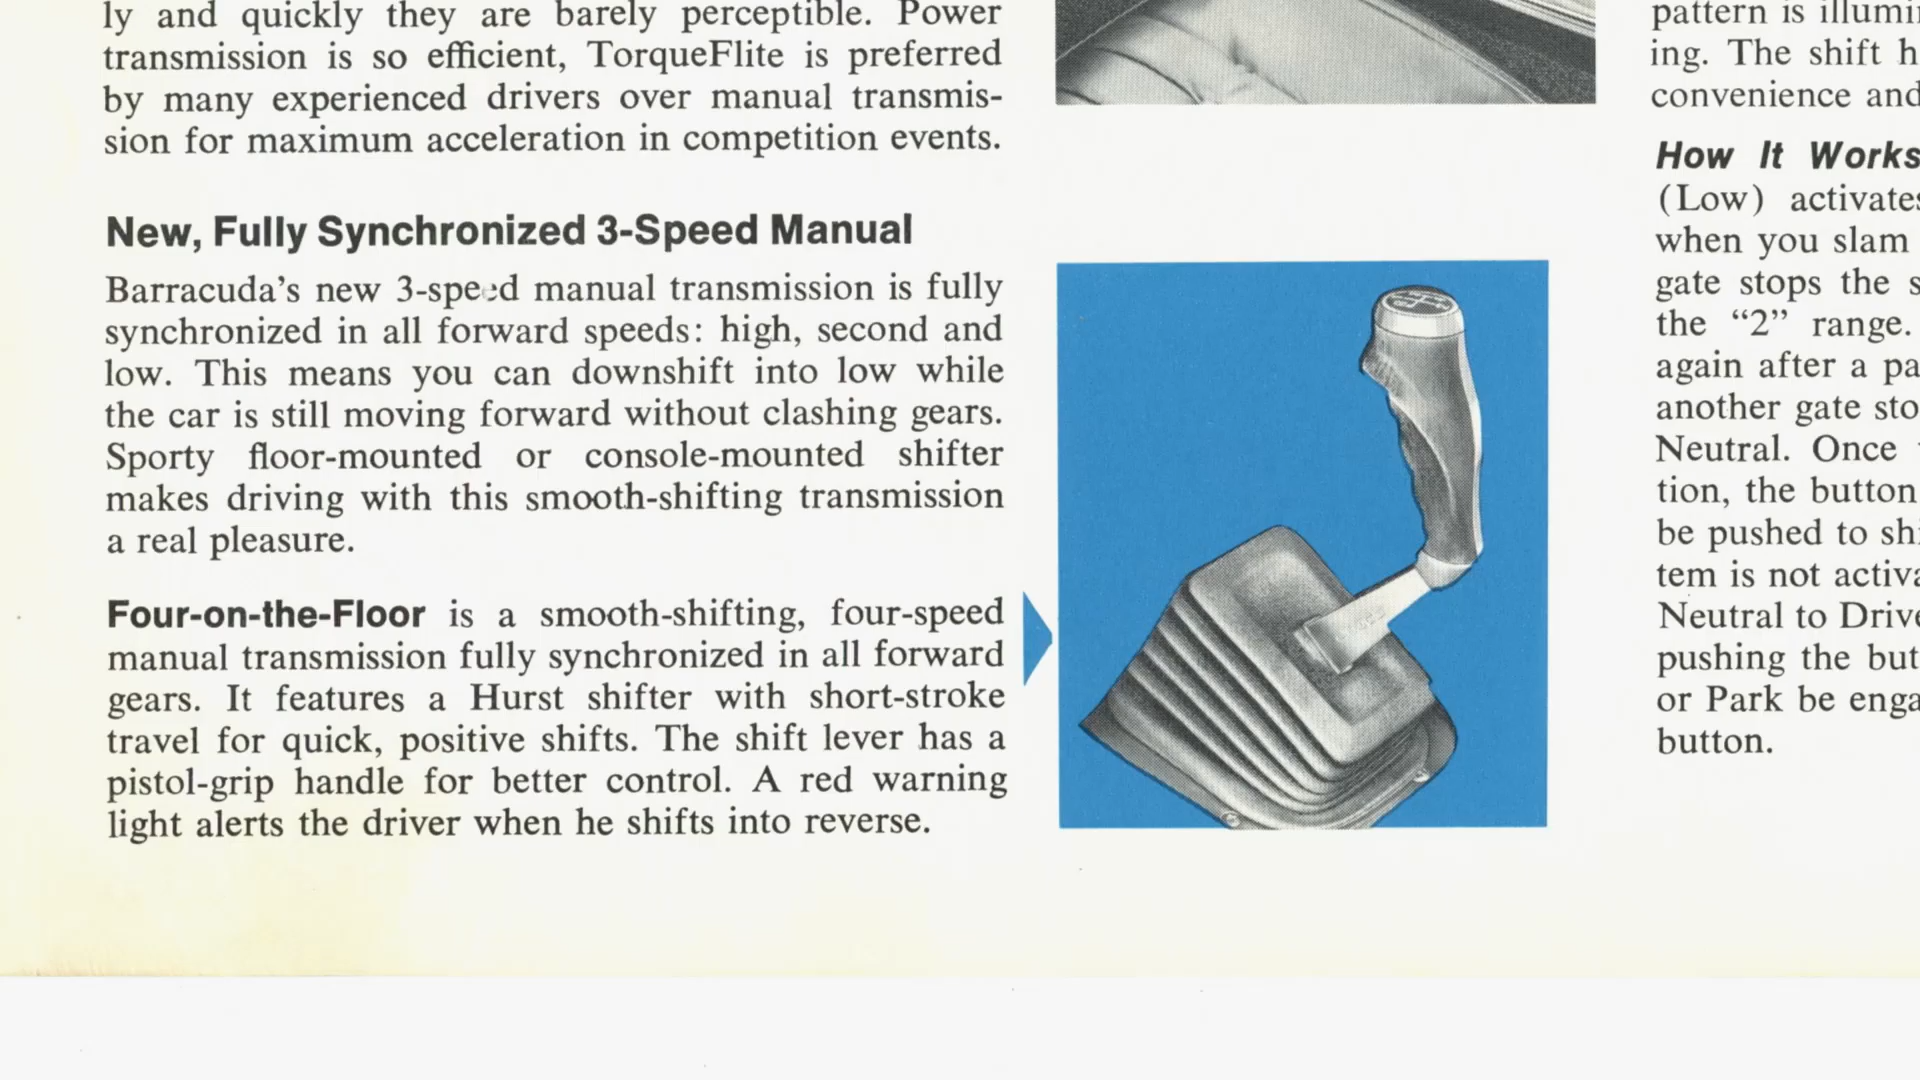 ly and quickly they are barely perceptible. Power
transmission is so efficient, TorqueFlite is preferred
by many experienced drivers over manual transmis-
sion for maximum acceleration in competition events.
New, Fully Synchronized 3-Speed Manual
Barracuda's new 3-speed manual transmission is fully
synchronized in all forward speeds: high, second and
low. This means you can downshift into low while
the car is still moving forward without clashing gears.
Sporty floor-mounted or console-mounted shifter
makes driving with this smooth-shifting transmission
a real pleasure.
Four-on-the-Floor is a smooth-shifting, four-speed
manual transmission fully synchronized in all forward
gears. It features a Hurst shifter with short-stroke
travel for quick, positive shifts. The shift lever has a
pistol-grip handle for better control. A red warning
light alerts the driver when he shifts into reverse.
pattern is illumi
ing. The shift h
convenience and
How It Works
(Low) activates
when you slam
gate stops the s
the “2” range.
again after a pa
another gate sto
Neutral. Once
tion, the button
be pushed to shi
tem is not activa
Neutral to Drive
pushing the but
or Park be enga
button.